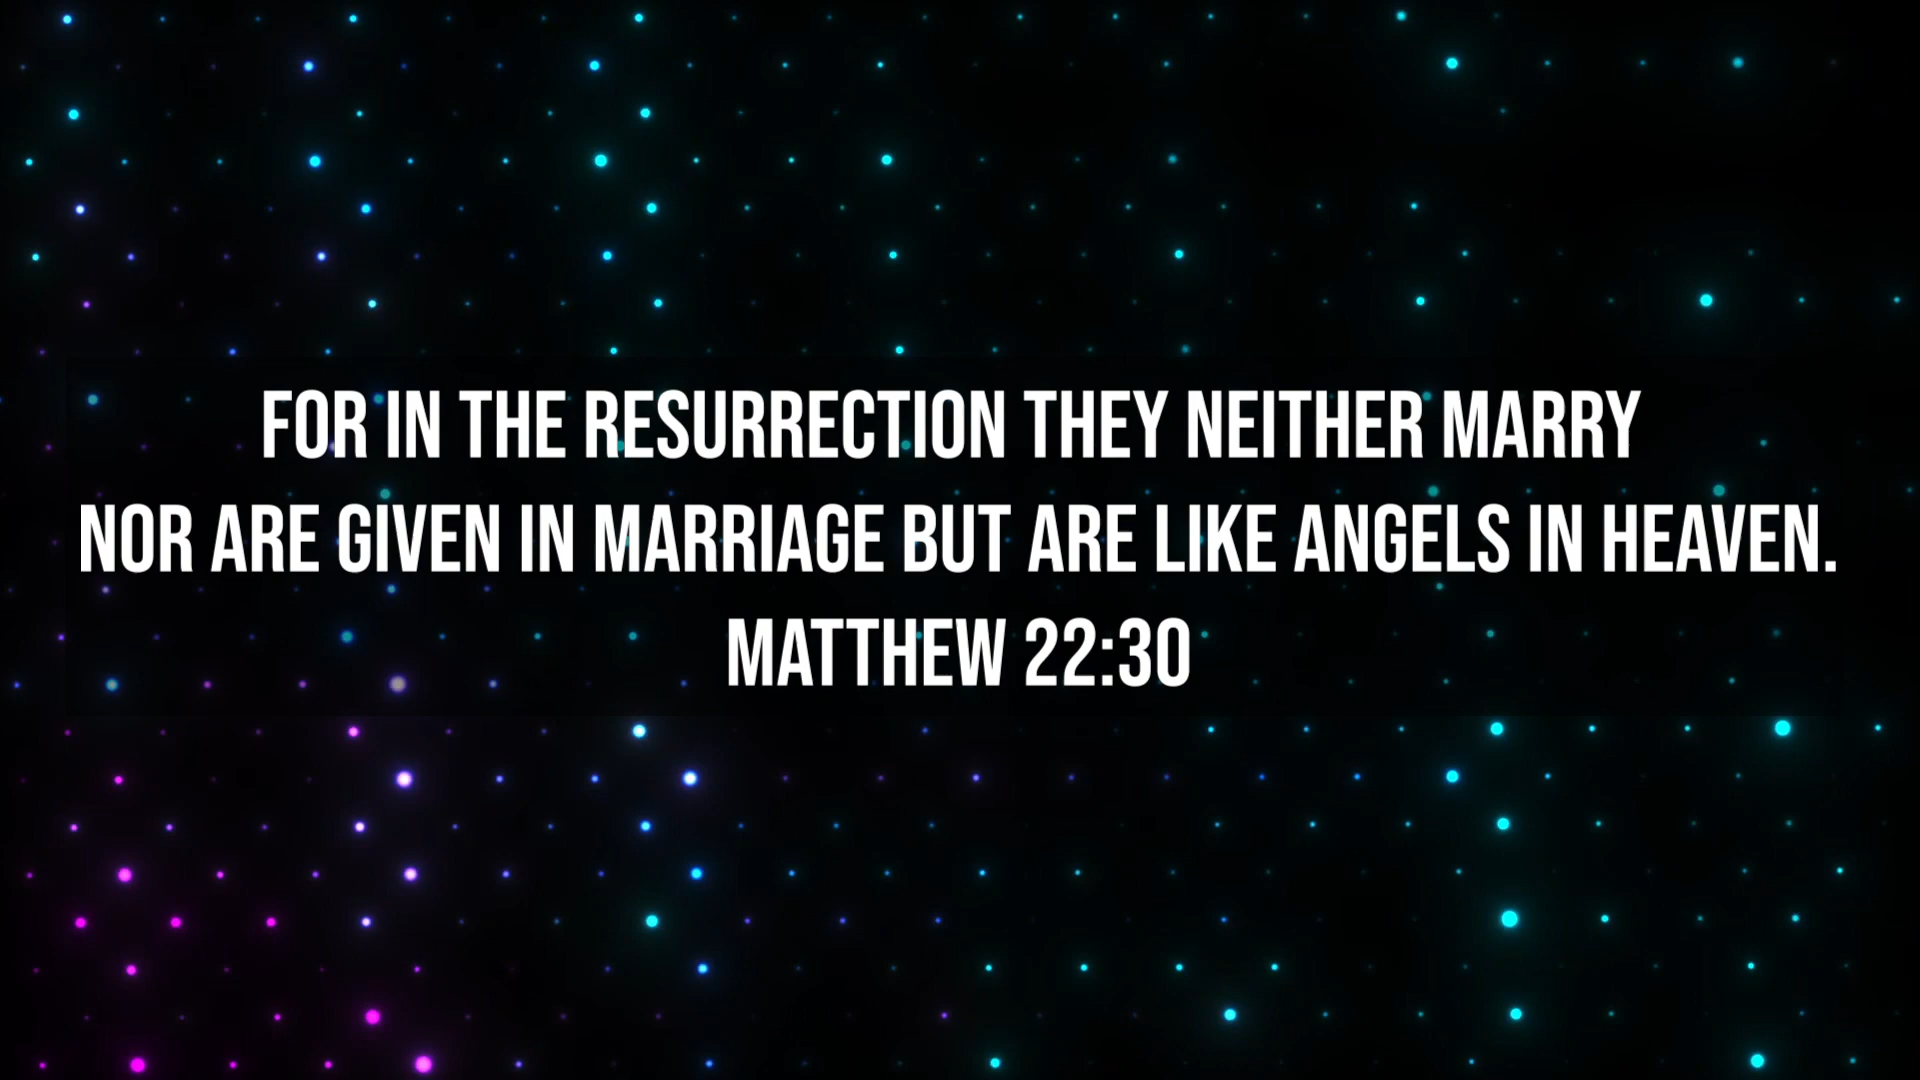 FOR IN THE RESURRECTION THEY NEITHER MARRY
NOR ARE GIVEN IN MARRIAGE BUT ARE LIKE ANGELS IN HEAVEN.
MATTHEW 22:30